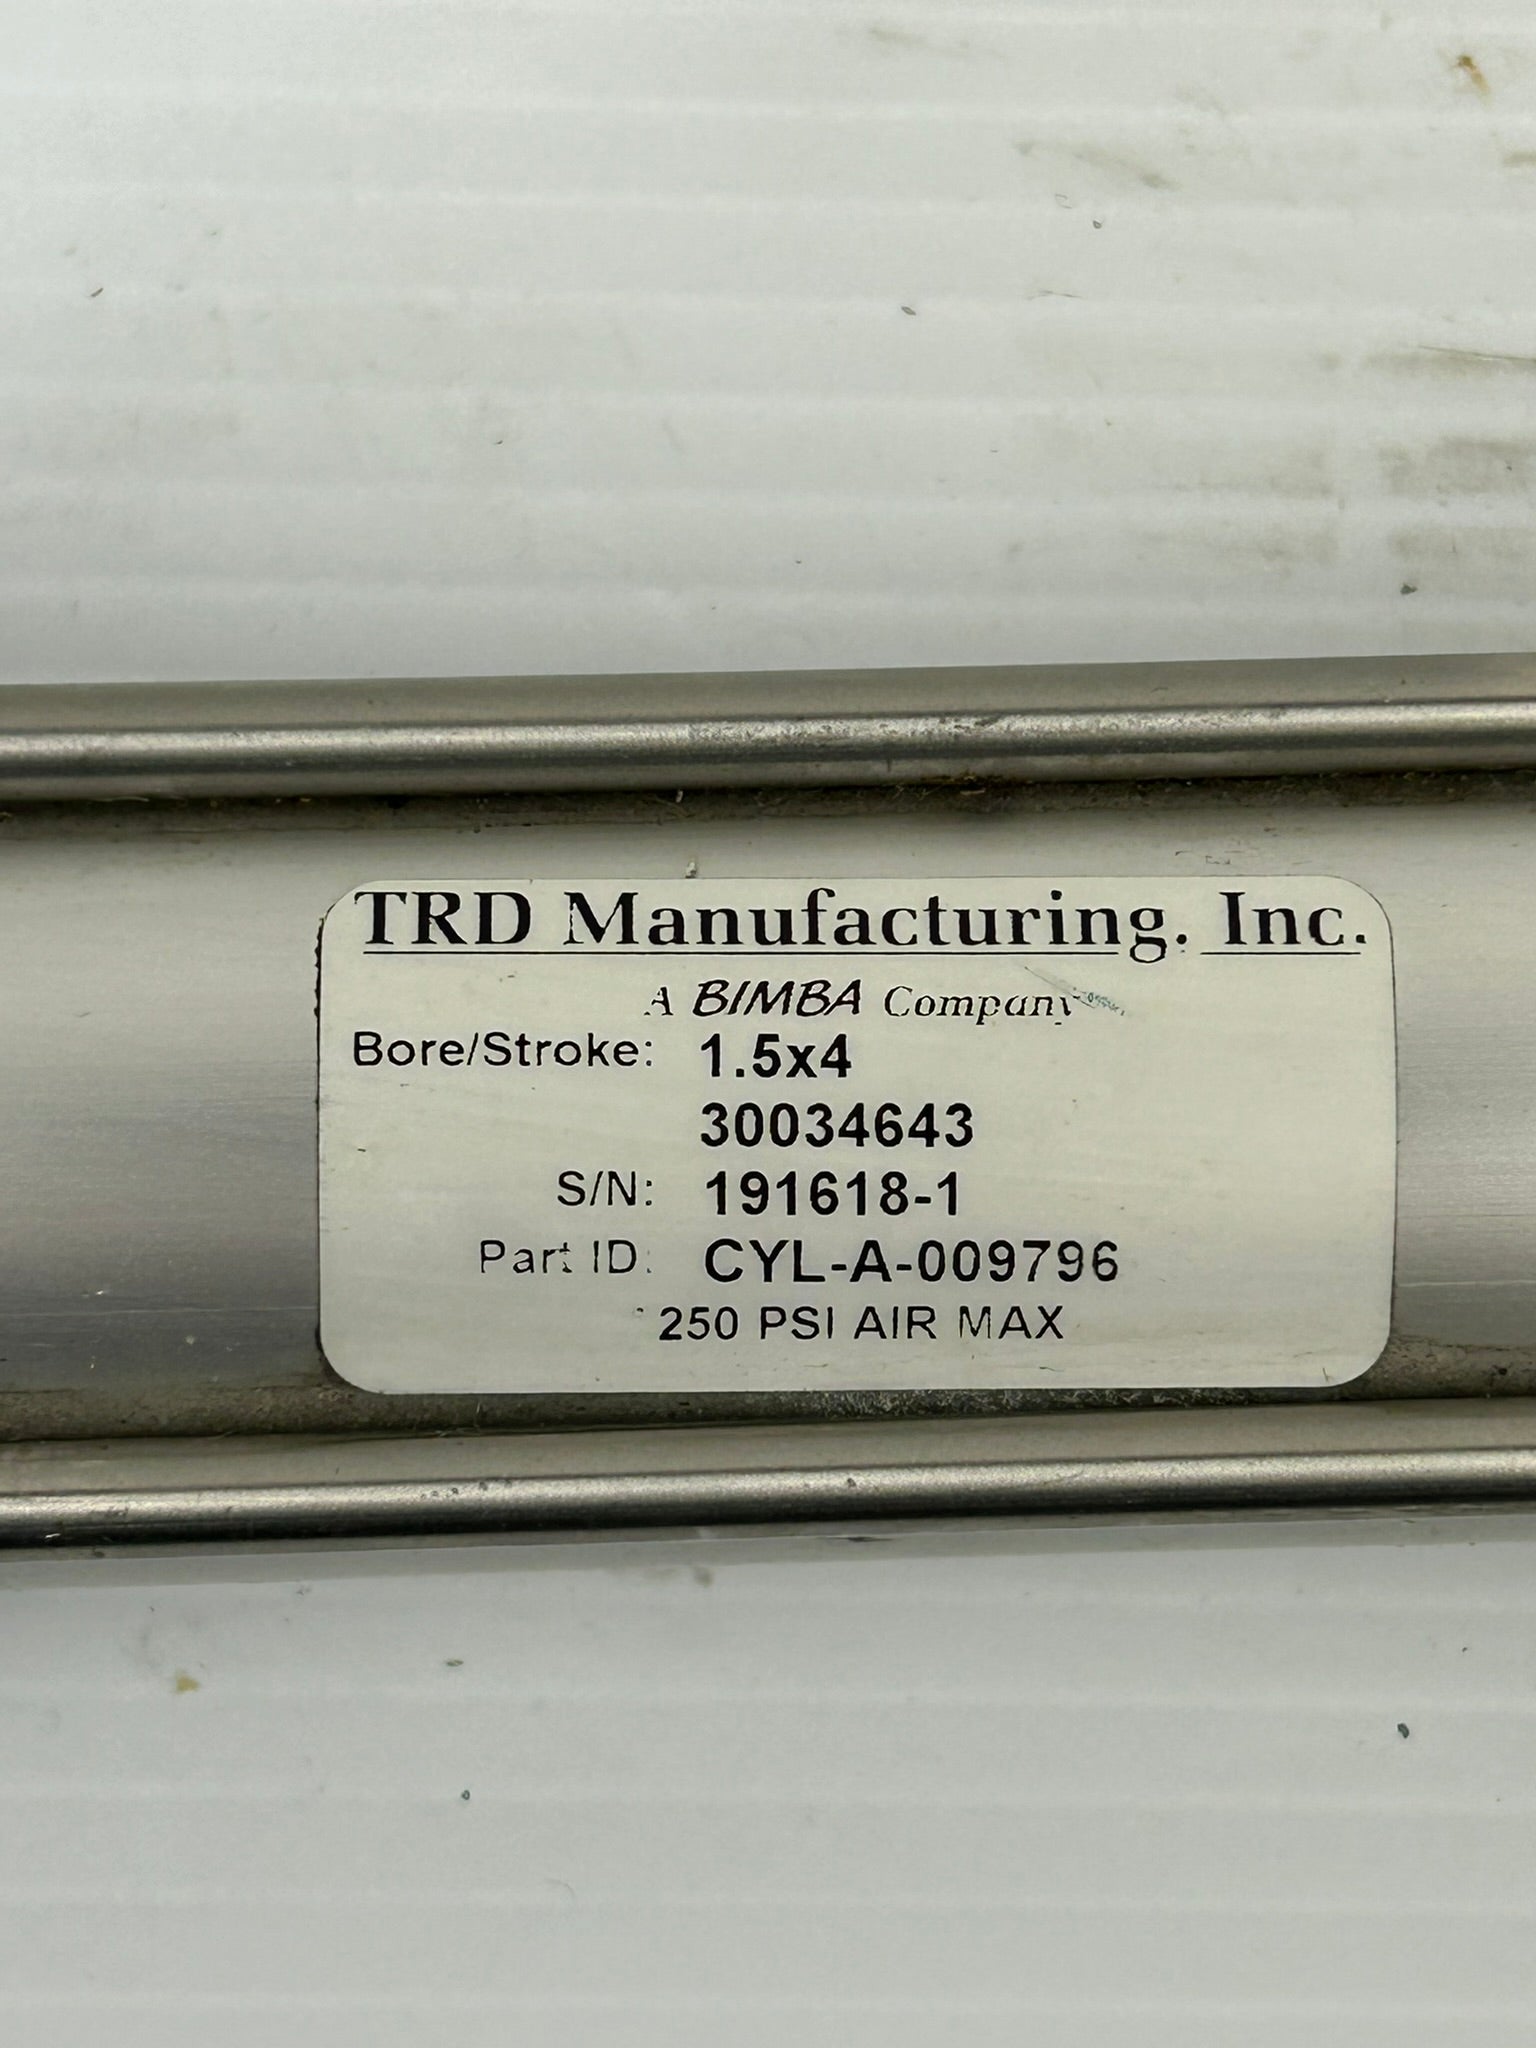 TRD Manufacturing. Inc.
A BIMBA Company
Bore/Stroke: 1.5x4
30034643
S/N: 191618-1
Part ID: CYL-A-009796
250 PSI AIR MAX